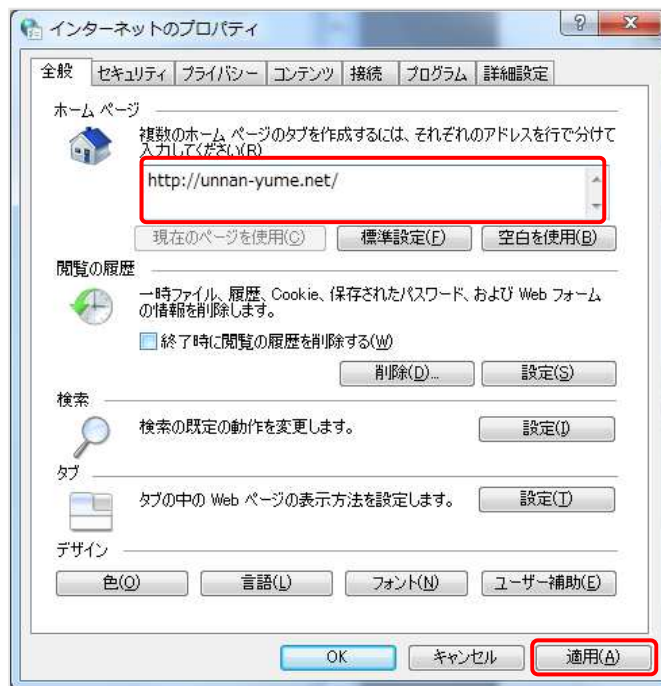 インターネットのプロパティ
全般 セキュリティ プライバシー コンテンツ 接続 プログラム 詳細設定
ホーム ページ
複数のホーム ページのタブを作成するには、それぞれのアドレスを行で分けて
入力してください(R)
http://unnan-yume.net/
現在のページを使用(C) 標準設定(F) 空白を使用(B)
閲覧の履歴
一時ファイル、履歴、Cookie、保存されたパスワード、および Web フォーム
の情報を削除します。
終了時に閲覧の履歴を削除する(W)
削除(D)... 設定(S)
検索
検索の既定の動作を変更します。 設定(I)
タブ
タブの中の Web ページの表示方法を設定します。 設定(T)
デザイン
色(O) 言語(L) フォント(N) ユーザー補助(E)
OK キャンセル 適用(A)